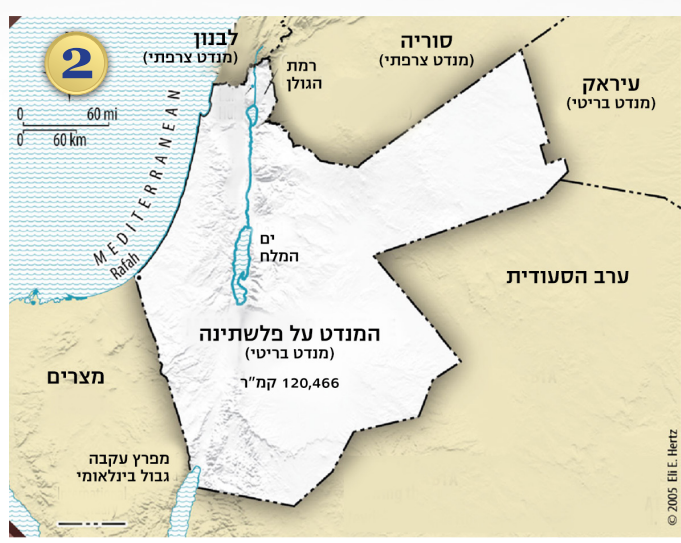 2
0 60 mi
0 60 km
MEDITERRANEAN
Rafah
לבנון
(מנדט צרפתי)
רמת
הגולן
סוריה
(מנדט צרפתי)
עיראק
(מנדט בריטי)
ים
המלח
ערב הסעודית
המנדט על פלשתינה
(מנדט בריטי)
120,466 קמ״ר
מצרים
מפרץ עקבה
גבול בינלאומי
© 2005 Eli E. Hertz